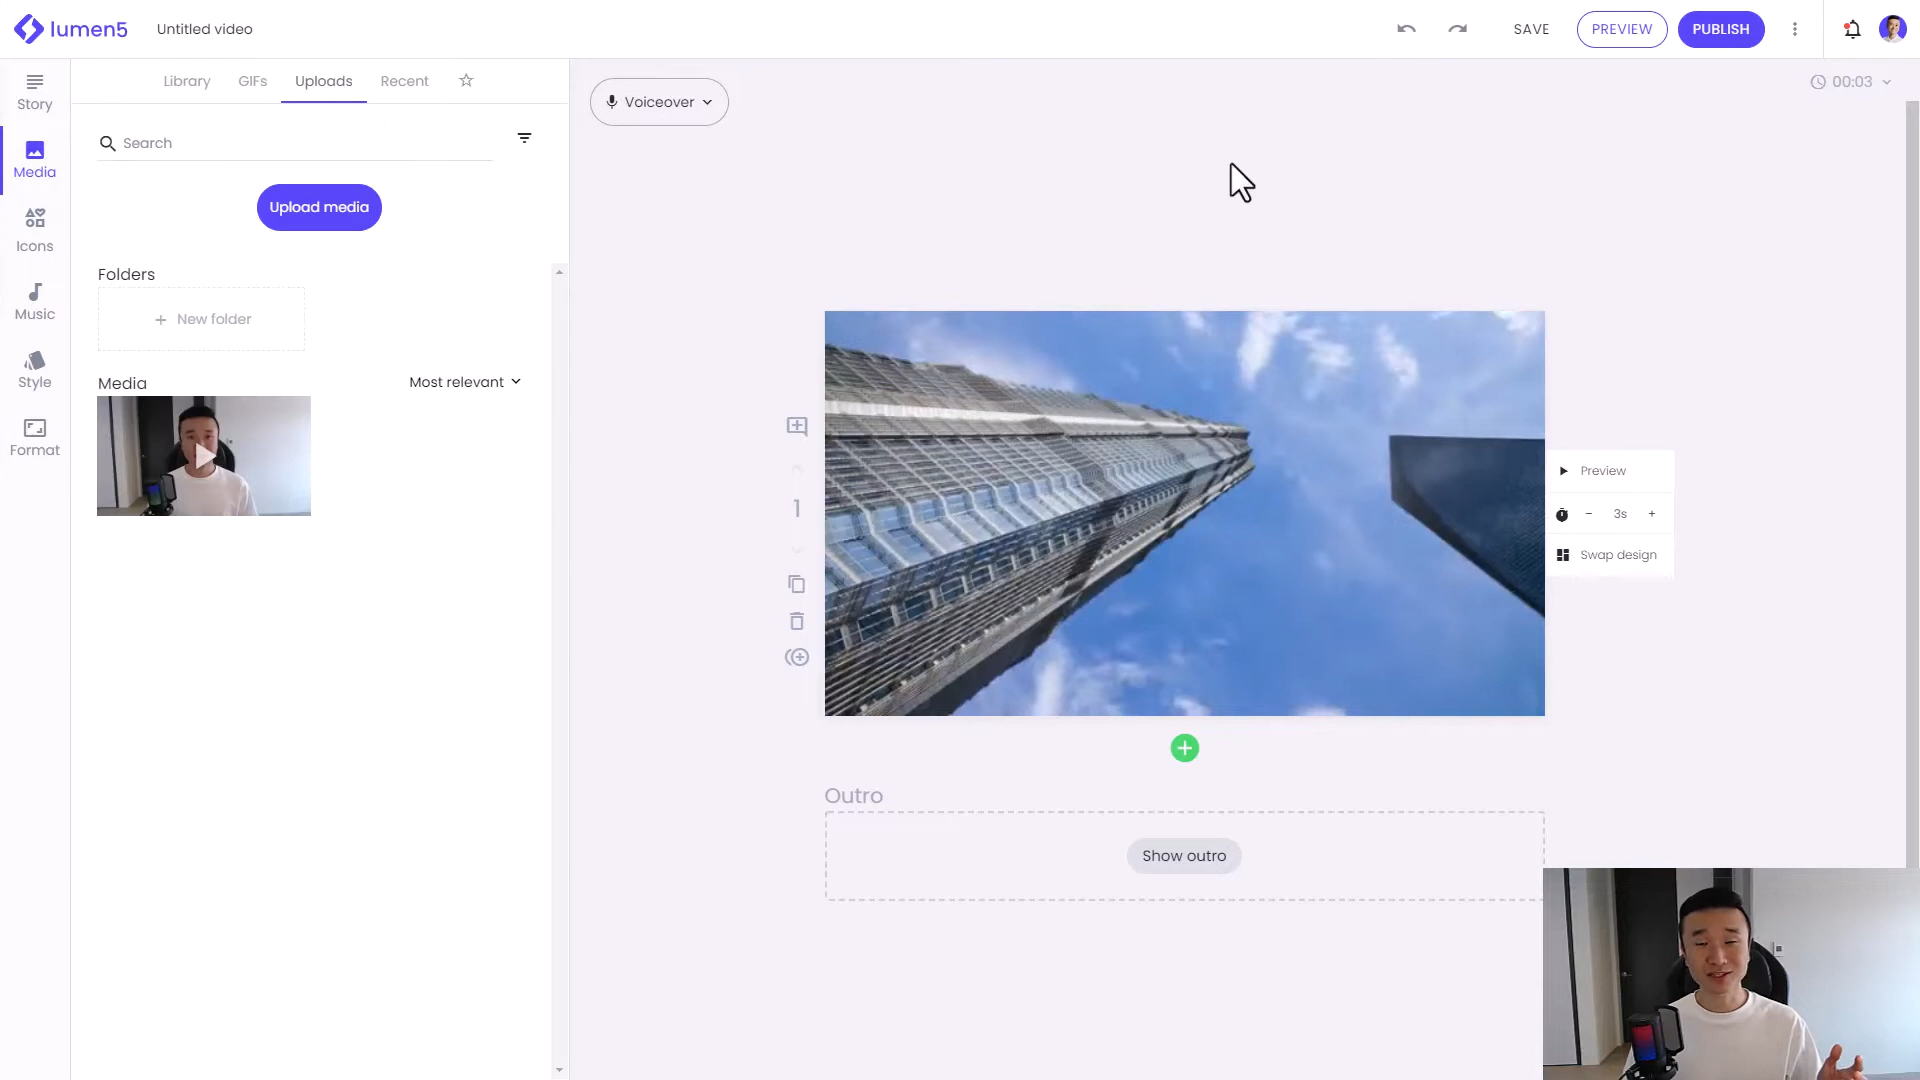 lumen5
Untitled video
SAVE
PREVIEW
PUBLISH
Story
Media
Icons
Music
Style
Format
Library
GIFs
Uploads
Recent
Search
Upload media
Folders
+ New folder
Media
Most relevant
Voiceover
00:03
1
Preview
- 3s +
Swap design
Outro
Show outro